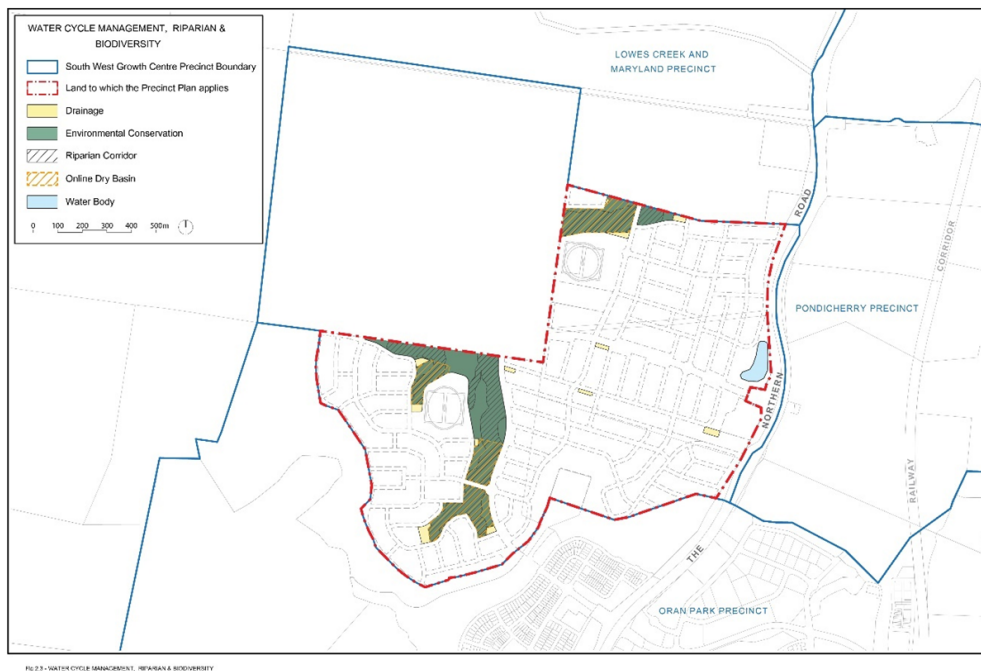 WATER CYCLE MANAGEMENT, RIPARIAN &
BIODIVERSITY
South West Growth Centre Precinct Boundary
Land to which the Precinct Plan applies
Drainage
Environmental Conservation
Riparian Corridor
Online Dry Basin
Water Body
0 100 200 300 400 500m
LOWES CREEK AND
MARYLAND PRECINCT
ROAD
CORRIDOR
PONDICHERRY PRECINCT
NORTHERN
RAILWAY
THE
ORAN PARK PRECINCT
FIG 2.3 - WATER CYCLE MANAGEMENT, RIPARIAN & BIODIVERSITY